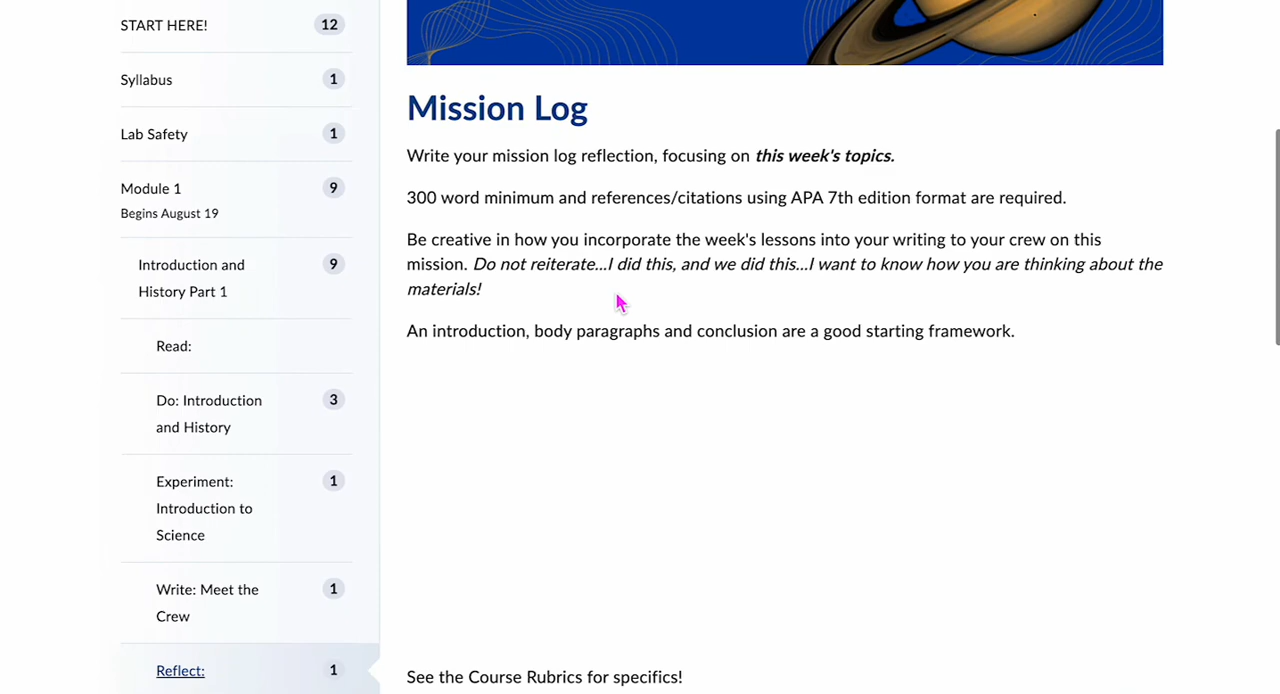 START HERE!
12
Syllabus
1
Lab Safety
1
Module 1
9
Begins August 19
Introduction and
History Part 1
9
Read:
Do: Introduction
and History
3
Experiment:
Introduction to
Science
1
Write: Meet the
Crew
1
Reflect:
1
Mission Log
Write your mission log reflection, focusing on this week's topics.
300 word minimum and references/citations using APA 7th edition format are required.
Be creative in how you incorporate the week's lessons into your writing to your crew on this
mission. Do not reiterate...I did this, and we did this...I want to know how you are thinking about the
materials!
An introduction, body paragraphs and conclusion are a good starting framework.
See the Course Rubrics for specifics!